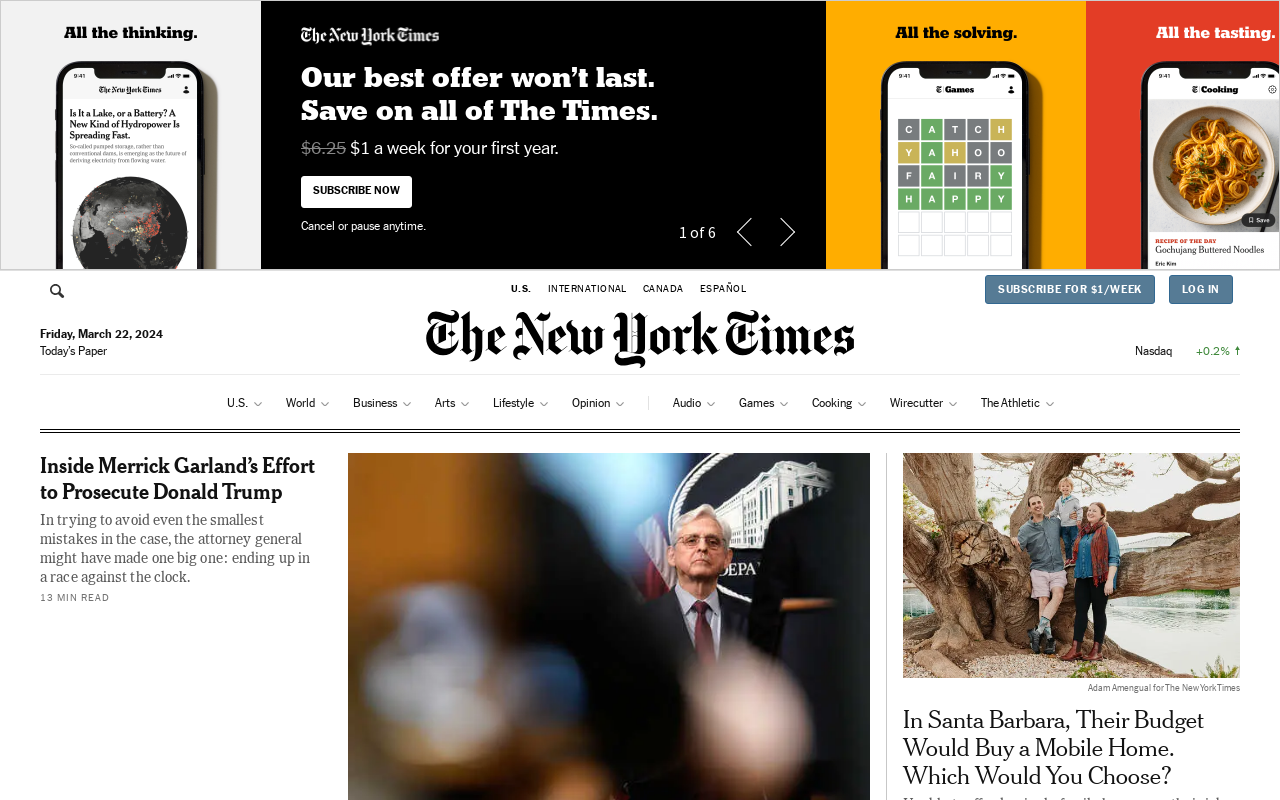 All the thinking.
9:41
The New York Times
Is It a Lake, or a Battery? A
New Kind of Hydropower Is
Spreading Fast.
So-called pumped storage, rather than
conventional dams, is emerging as the future of
deriving electricity from flowing water.
The New York Times
Our best offer won't last.
Save on all of The Times.
$6.25 $1 a week for your first year.
SUBSCRIBE NOW
Cancel or pause anytime.
1 of 6
All the solving.
9:41
Games
C A T C H
Y A H O O
F A I R Y
H A P P Y
All the tasting.
9:41
Cooking
Save
RECIPE OF THE DAY
Gochujang Buttered Noodles
Eric Kim
U.S. INTERNATIONAL CANADA ESPAÑOL
SUBSCRIBE FOR $1/WEEK
LOG IN
Friday, March 22, 2024
Today's Paper
The New York Times
Nasdaq +0.2%
U.S. World Business Arts Lifestyle Opinion Audio Games Cooking Wirecutter The Athletic
Inside Merrick Garland's Effort
to Prosecute Donald Trump
In trying to avoid even the smallest
mistakes in the case, the attorney general
might have made one big one: ending up in
a race against the clock.
13 MIN READ
DEPA
Adam Amengual for The New York Times
In Santa Barbara, Their Budget
Would Buy a Mobile Home.
Which Would You Choose?